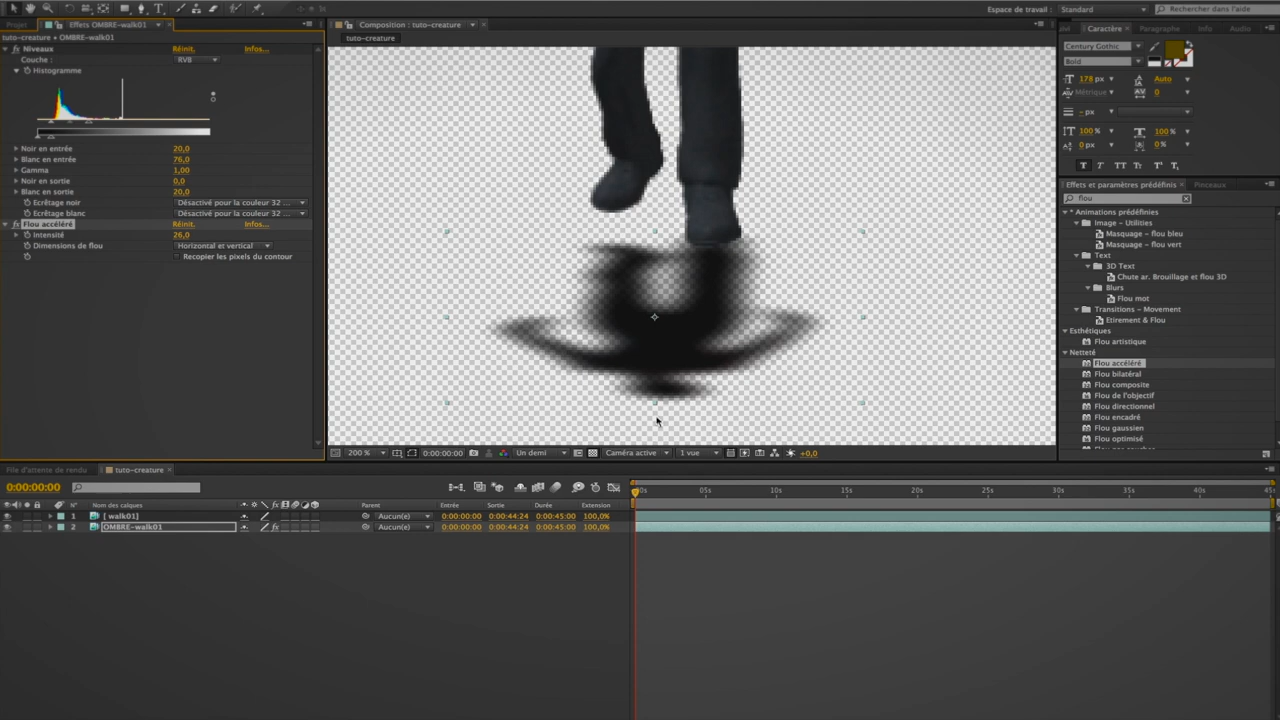 Espace de travail : Standard Rechercher dans l'aide
Projet Effets OMBRE-walk01
tuto-creature • OMBRE-walk01
Niveaux Réinit. Infos...
Couche : RVB
Histogramme
Noir en entrée 20,0
Blanc en entrée 76,0
Gamma 1,00
Noir en sortie 0,0
Blanc en sortie 20,0
Ecrêtage noir Désactivé pour la couleur 32 ...
Ecrêtage blanc Désactivé pour la couleur 32 ...
Flou accéléré Réinit. Infos...
Intensité 26,0
Dimensions de flou Horizontal et vertical
Recopier les pixels du contour
Composition : tuto-creature
tuto-creature
200 % 0:00:00:00 Un demi Caméra active 1 vue +0,0
Caractère Paragraphe Info Audio
Century Gothic
Bold
178 px Auto
Métrique 0
- px
100 % 100 %
0 px 0 %
T T TT Tr T' T,
Effets et paramètres prédéfinis Pinceaux
flou
* Animations prédéfinies
Image – Utilities
Masquage – flou bleu
Masquage – flou vert
Text
3D Text
Chute ar. Brouillage et flou 3D
Blurs
Flou mot
Transitions – Movement
Etirement & Flou
Esthétiques
Flou artistique
Netteté
Flou accéléré
Flou bilatéral
Flou composite
Flou de l'objectif
Flou directionnel
Flou encadré
Flou gaussien
Flou optimisé
File d'attente de rendu tuto-creature
0:00:00:00
N° Nom des calques Parent Entrée Sortie Durée Extension
1 [ walk01] Aucun(e) 0:00:00:00 0:00:44:24 0:00:45:00 100,0%
2 OMBRE-walk01 Aucun(e) 0:00:00:00 0:00:44:24 0:00:45:00 100,0%
05s 10s 15s 20s 25s 30s 35s 40s 45s